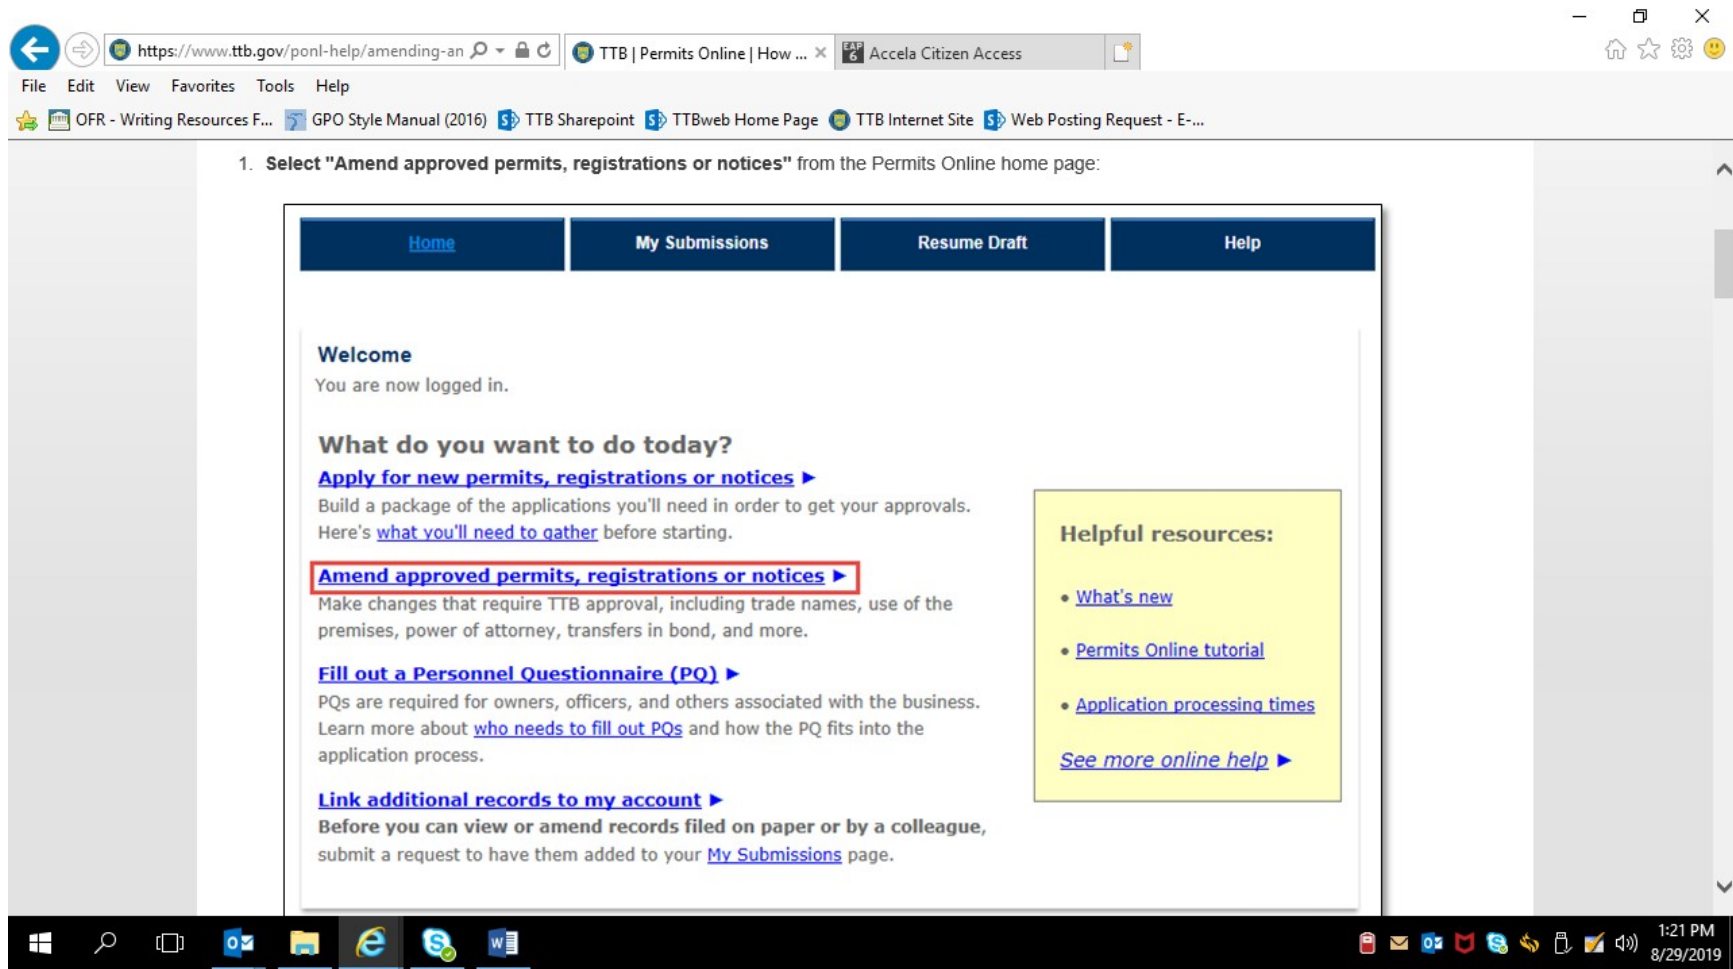 https://www.ttb.gov/ponl-help/amending-an
TTB | Permits Online | How ...
EAP 6 Accela Citizen Access
File Edit View Favorites Tools Help
OFR - Writing Resources F... GPO Style Manual (2016) TTB Sharepoint TTBweb Home Page TTB Internet Site Web Posting Request - E-...
1. Select "Amend approved permits, registrations or notices" from the Permits Online home page:
Home My Submissions Resume Draft Help
Welcome
You are now logged in.
What do you want to do today?
Apply for new permits, registrations or notices ►
Build a package of the applications you'll need in order to get your approvals.
Here's what you'll need to gather before starting.
Amend approved permits, registrations or notices ►
Make changes that require TTB approval, including trade names, use of the
premises, power of attorney, transfers in bond, and more.
Fill out a Personnel Questionnaire (PQ) ►
PQs are required for owners, officers, and others associated with the business.
Learn more about who needs to fill out PQs and how the PQ fits into the
application process.
Link additional records to my account ►
Before you can view or amend records filed on paper or by a colleague,
submit a request to have them added to your My Submissions page.
Helpful resources:
• What's new
• Permits Online tutorial
• Application processing times
See more online help ►
1:21 PM
8/29/2019